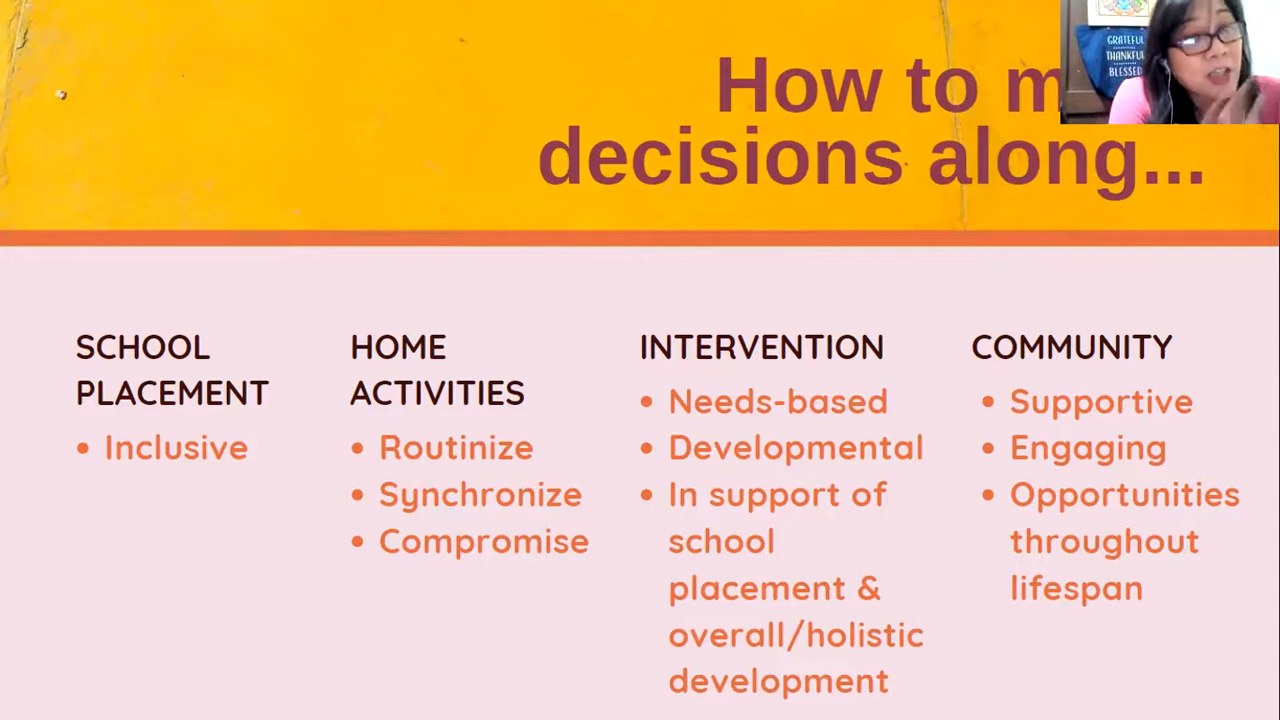 How to m
decisions along...
GRATEFUL
THANKFUL
BLESSED
SCHOOL
PLACEMENT
• Inclusive
HOME
ACTIVITIES
• Routinize
• Synchronize
• Compromise
INTERVENTION
• Needs-based
• Developmental
• In support of
school
placement &
overall/holistic
development
COMMUNITY
• Supportive
• Engaging
• Opportunities
throughout
lifespan